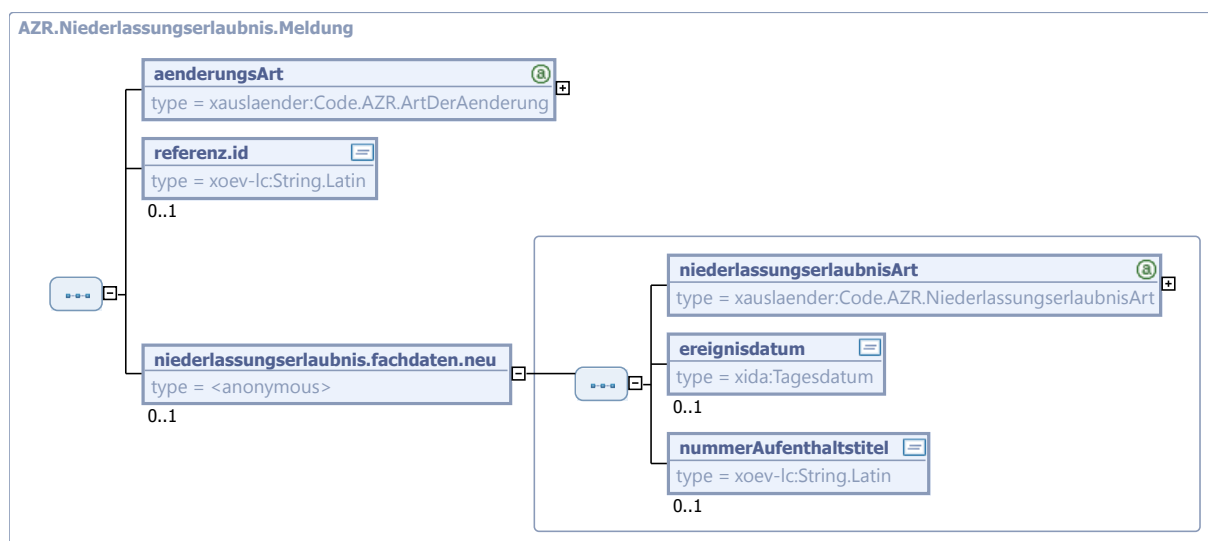 AZR.Niederlassungserlaubnis.Meldung
aenderungsArt
type = xauslaender:Code.AZR.ArtDerAenderung
referenz.id
type = xoev-lc:String.Latin
0..1
niederlassungserlaubnis.fachdaten.neu
type = <anonymous>
0..1
niederlassungserlaubnisArt
type = xauslaender:Code.AZR.NiederlassungserlaubnisArt
ereignisdatum
type = xida:Tagesdatum
0..1
nummerAufenthaltstitel
type = xoev-lc:String.Latin
0..1